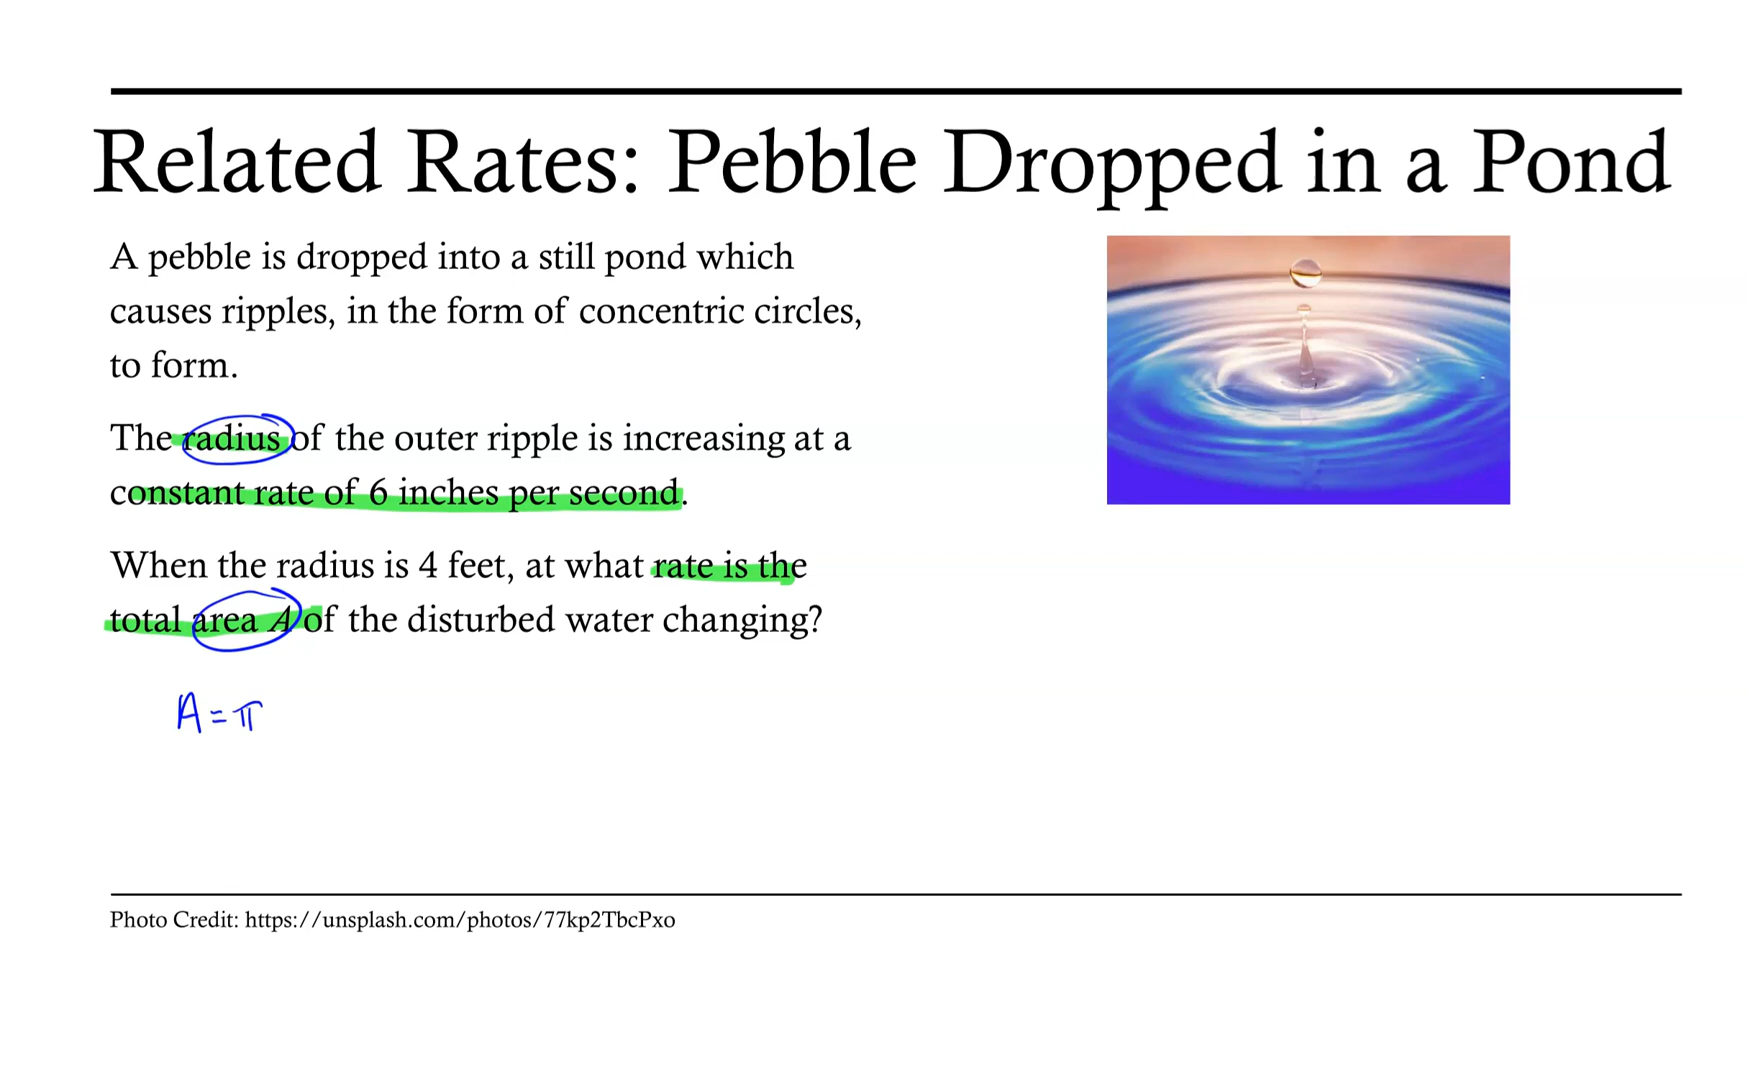 Related Rates: Pebble Dropped in a Pond
A pebble is dropped into a still pond which
causes ripples, in the form of concentric circles,
to form.
The radius of the outer ripple is increasing at a
constant rate of 6 inches per second.
When the radius is 4 feet, at what rate is the
total area A of the disturbed water changing?
A = π
Photo Credit: https://unsplash.com/photos/77kp2TbcPxo